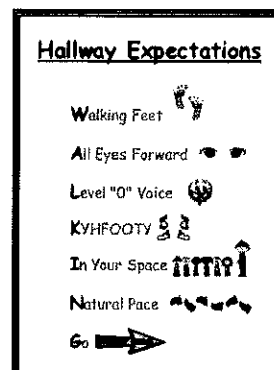 Hallway Expectations
Walking Feet
All Eyes Forward
Level "0" Voice
KYHFOOTY
In Your Space
Natural Pace
Go